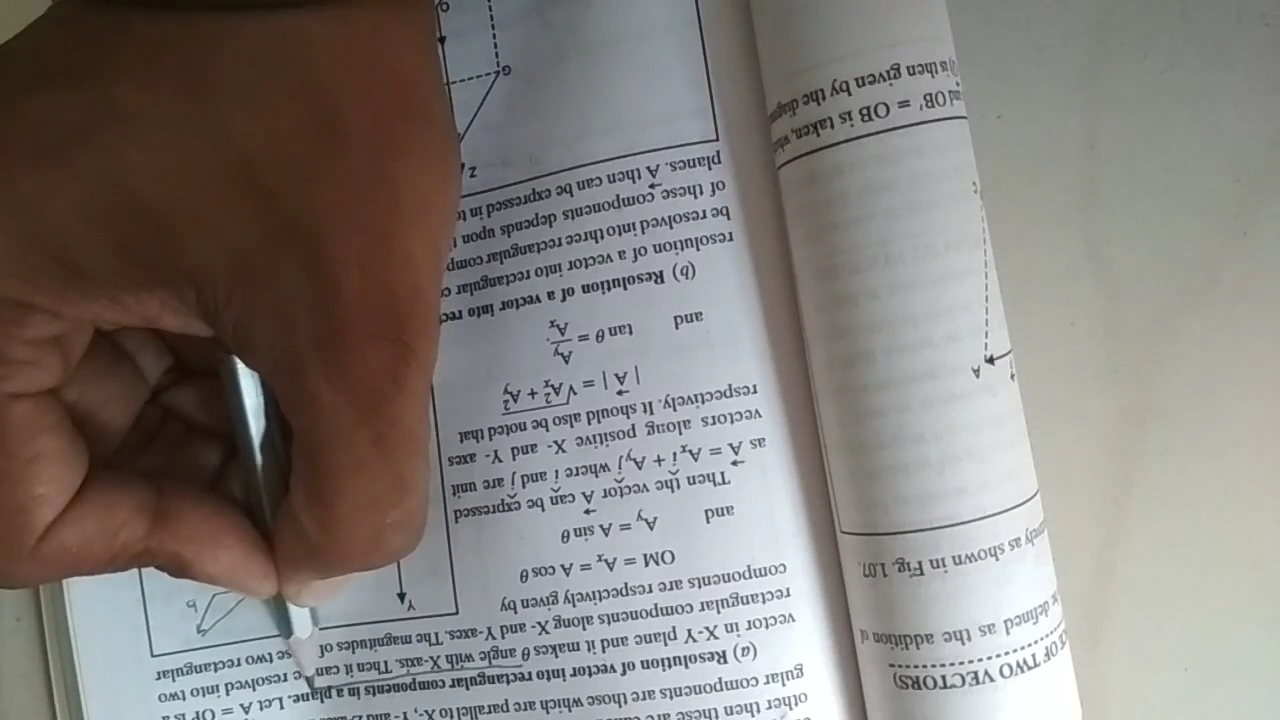 other then these are
gular components are those which are parallel to X-, Y- and Z
(a) Resolution of vector into rectangular components in a plane. Let A⃗ = OP is a
vector in X-Y plane and it makes θ angle with X-axis. Then it can be resolved into two
rectangular components along X- and Y-axes. The magnitudes of these two rectangular
components are respectively given by
OM = Aₓ = A cos θ
and Aᵧ = A sin θ
Then the vector A⃗ can be expressed
as A⃗ = Aₓ î + Aᵧ ĵ where î and ĵ are unit
vectors along positive X- and Y- axes
respectively. It should also be noted that
| A⃗ | = √Aₓ² + Aᵧ²
and tan θ = Aᵧ/Aₓ.
(b) Resolution of a vector into rec
resolution of a vector into rectangular
be resolved into three rectangular comp
of these components depends upon
planes. A⃗ then can be expressed in
Y
b
Z
G
OF TWO VECTORS)
be defined as the addition of
as shown in Fig. 1.07.
A
C
and OB' = OB is taken,
is then given by the